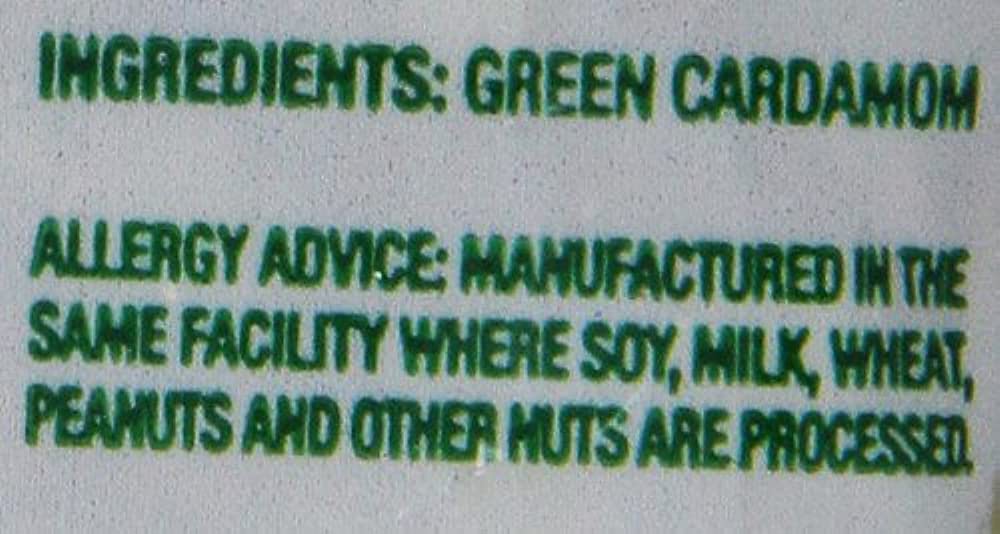 INGREDIENTS: GREEN CARDAMOM
ALLERGY ADVICE: MANUFACTURED IN THE
SAME FACILITY WHERE SOY, MILK, WHEAT,
PEANUTS AND OTHER NUTS ARE PROCESSED.